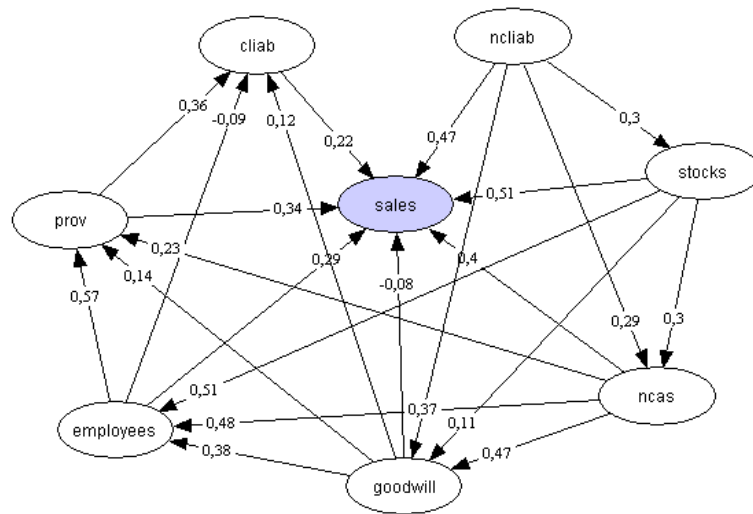 cliab
ncliab
0,36
-0,09
0,12
0,22
0,47
0,3
stocks
sales
0,51
prov
0,34
0,23
0,14
0,29
-0,08
0,4
0,57
0,29
0,3
0,51
ncas
employees
0,48
0,37
0,11
0,38
0,47
goodwill